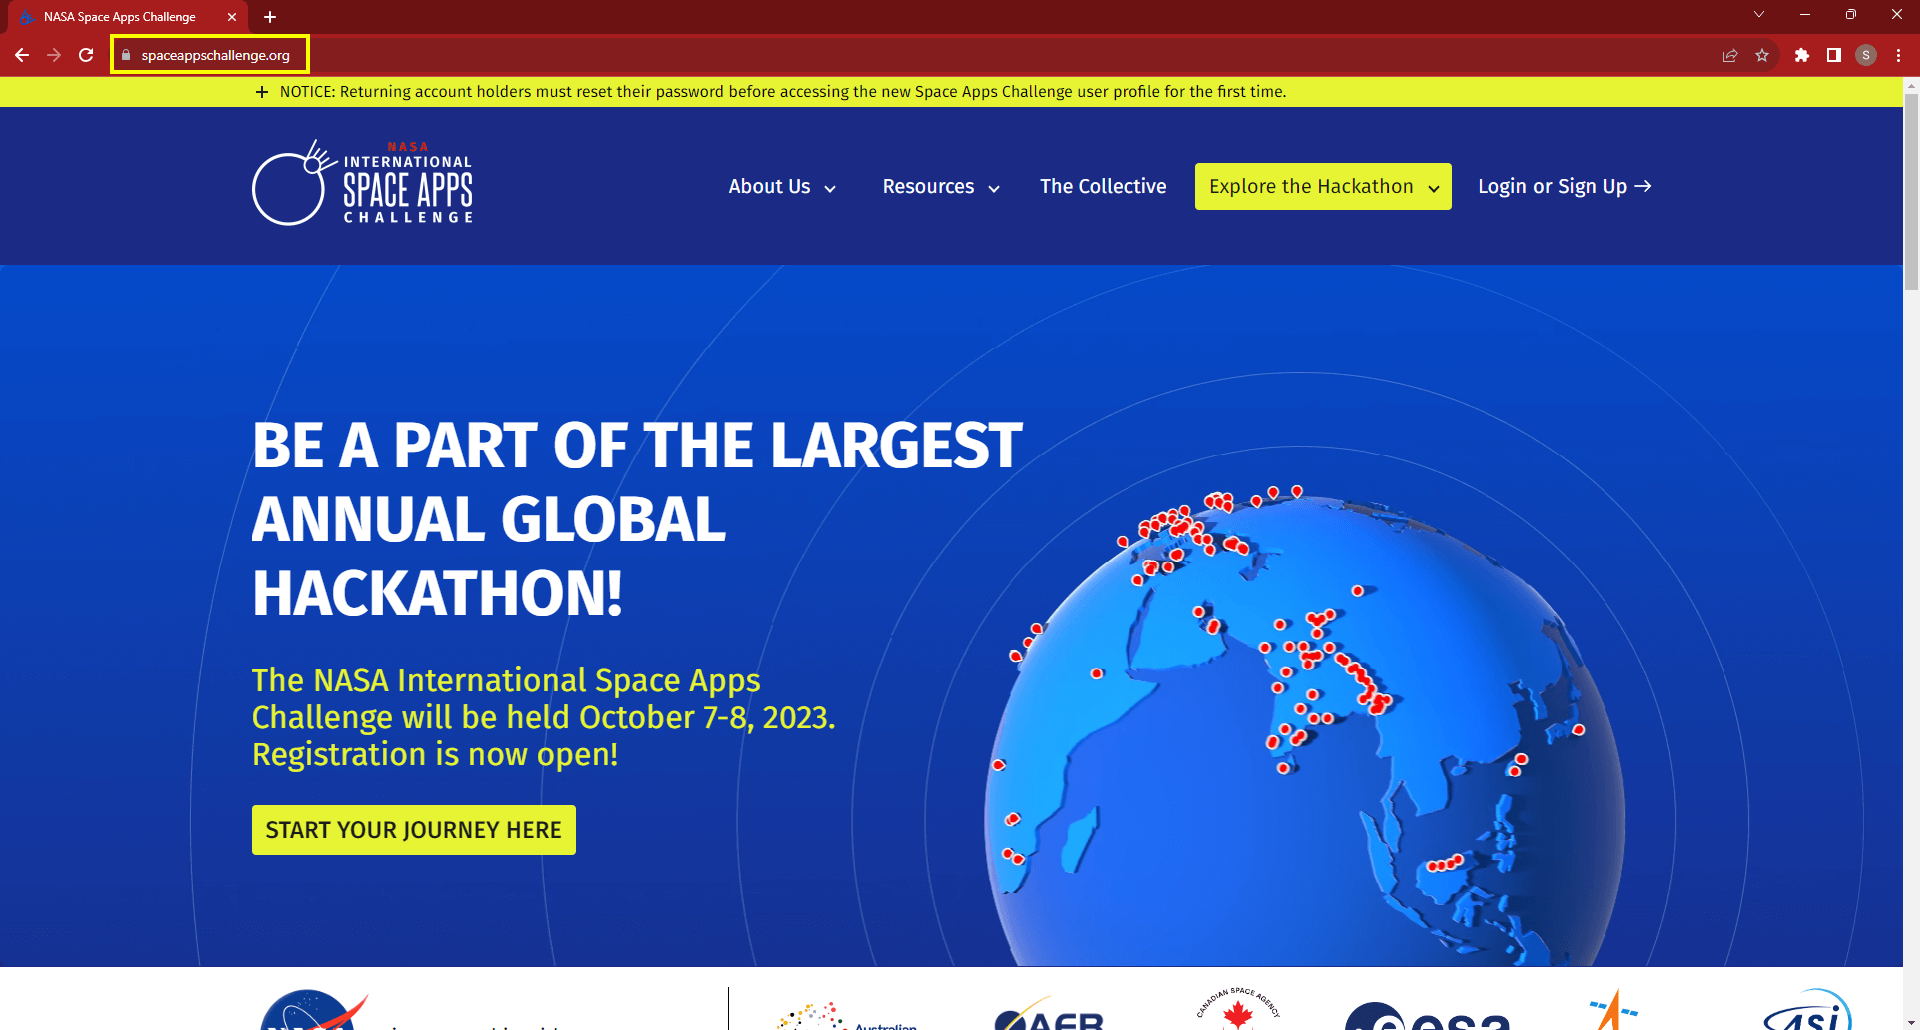 NASA Space Apps Challenge
spaceappschallenge.org
S
NOTICE: Returning account holders must reset their password before accessing the new Space Apps Challenge user profile for the first time.
NASA
INTERNATIONAL
SPACE APPS
CHALLENGE
About Us
Resources
The Collective
Explore the Hackathon
Login or Sign Up →
BE A PART OF THE LARGEST
ANNUAL GLOBAL
HACKATHON!
The NASA International Space Apps
Challenge will be held October 7-8, 2023.
Registration is now open!
START YOUR JOURNEY HERE
CANADIAN SPACE AGENCY
Australian
AEB
esa
asi